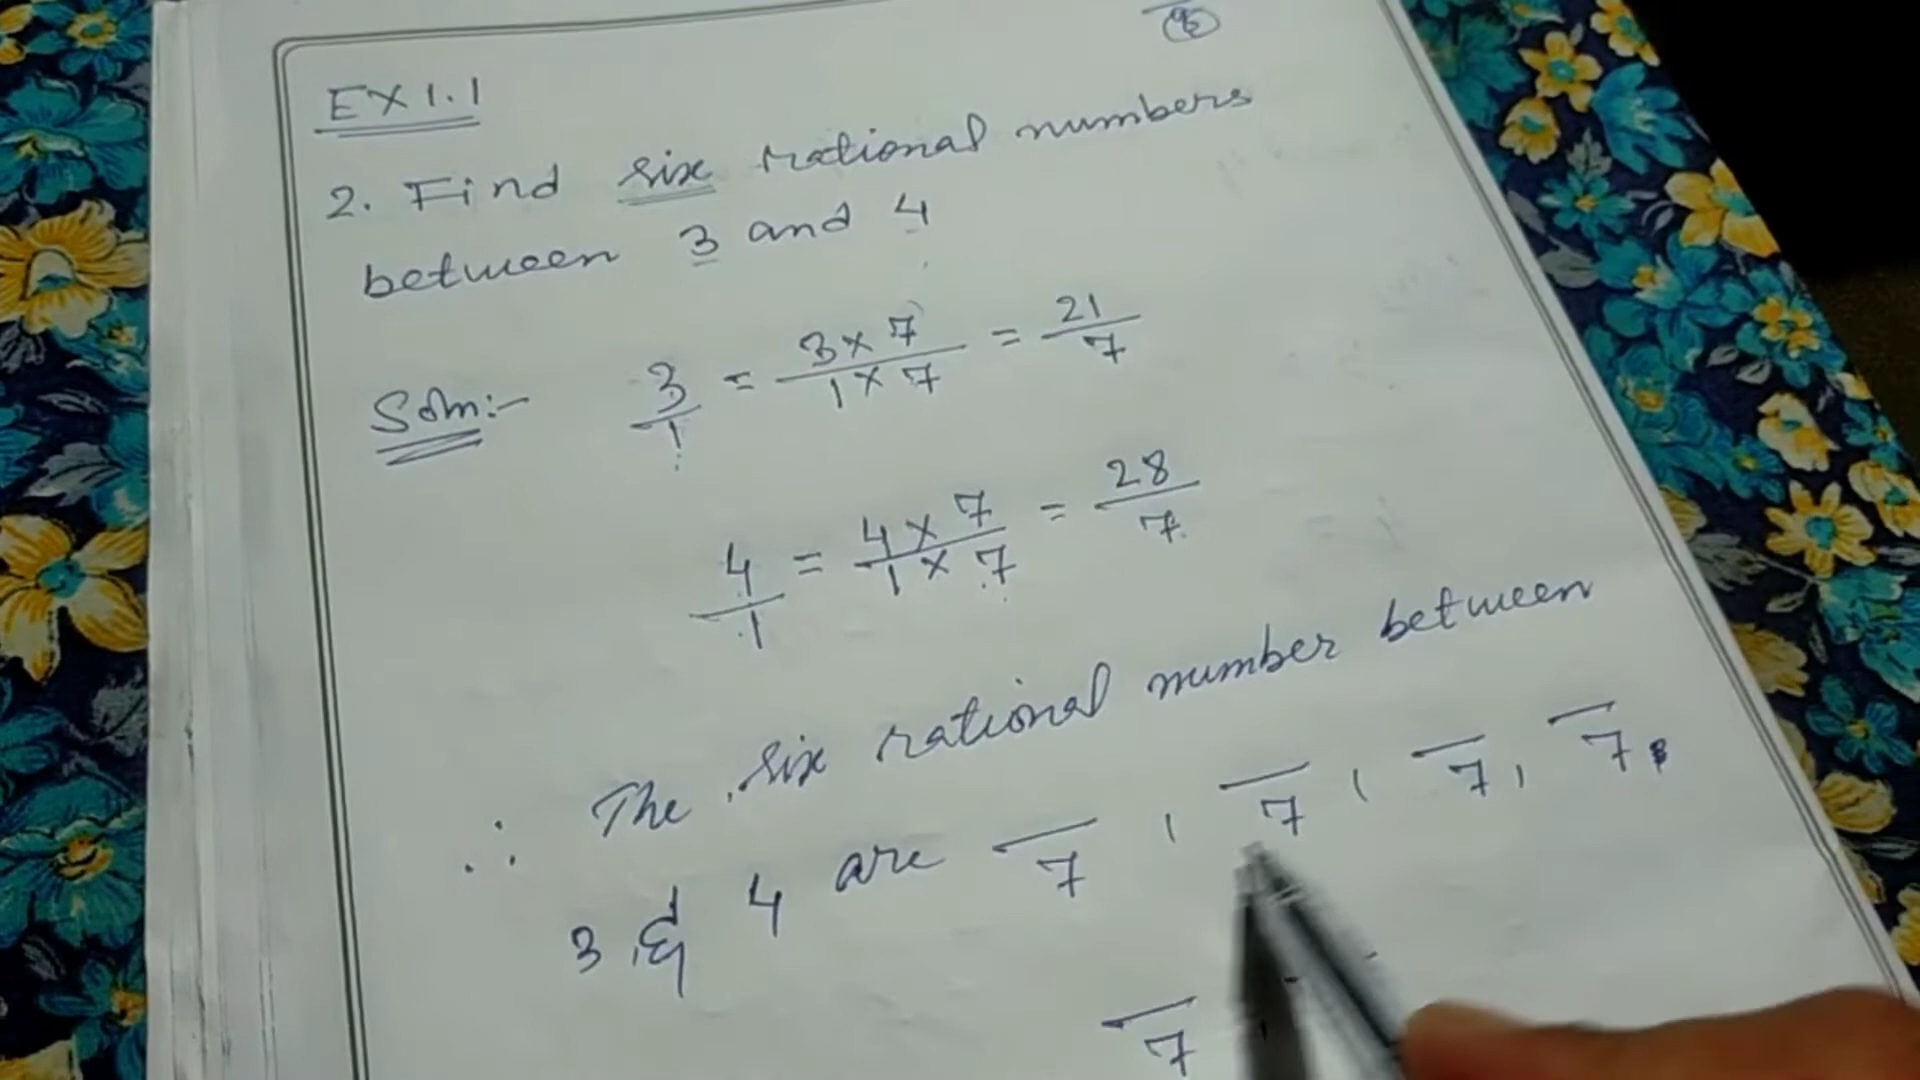 EX 1.1
2. Find six rational numbers
between 3 and 4
Soln:- 3/1 = 3 × 7 / 1 × 7 = 21/7
4/1 = 4 × 7 / 1 × 7 = 28/7
∴ The six rational number between
3 & 4 are —/7 , —/7 , —/7 , —/7,
—/7